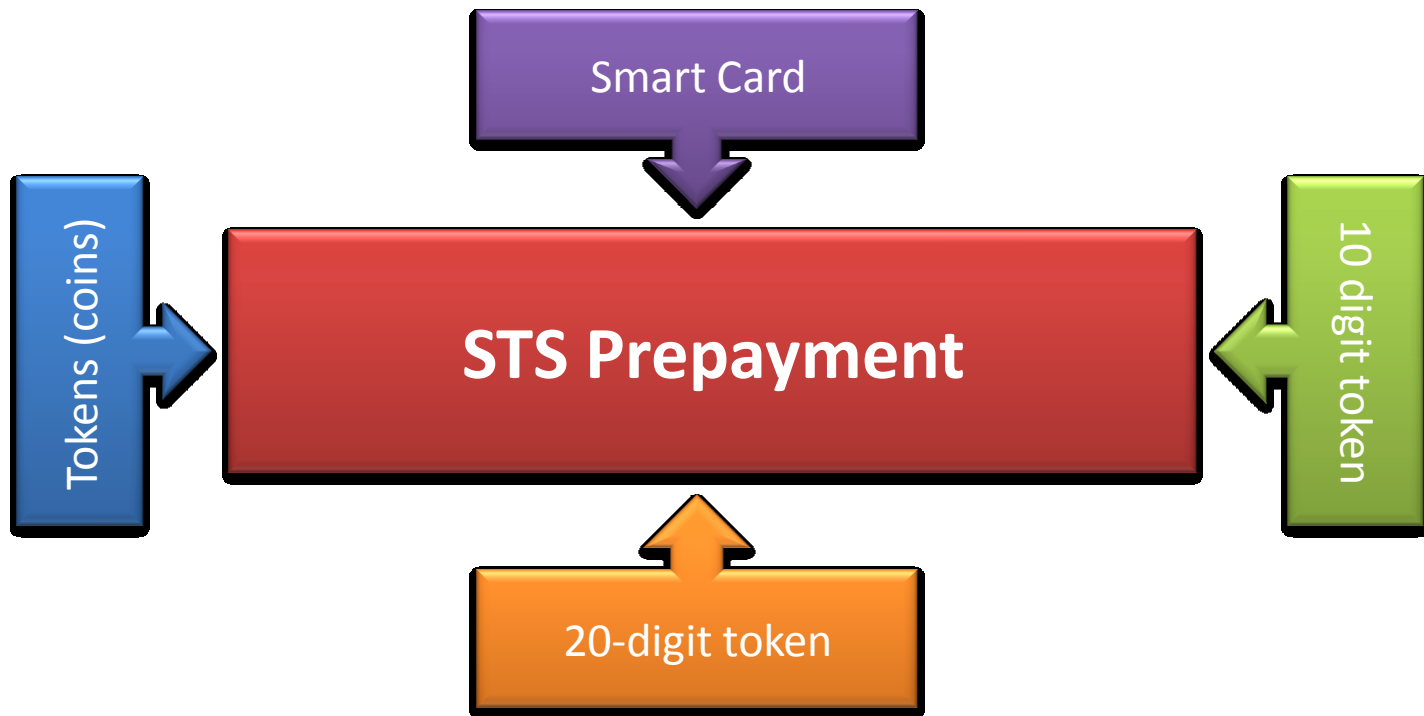 Smart Card
Tokens (coins)
STS Prepayment
10 digit token
20-digit token